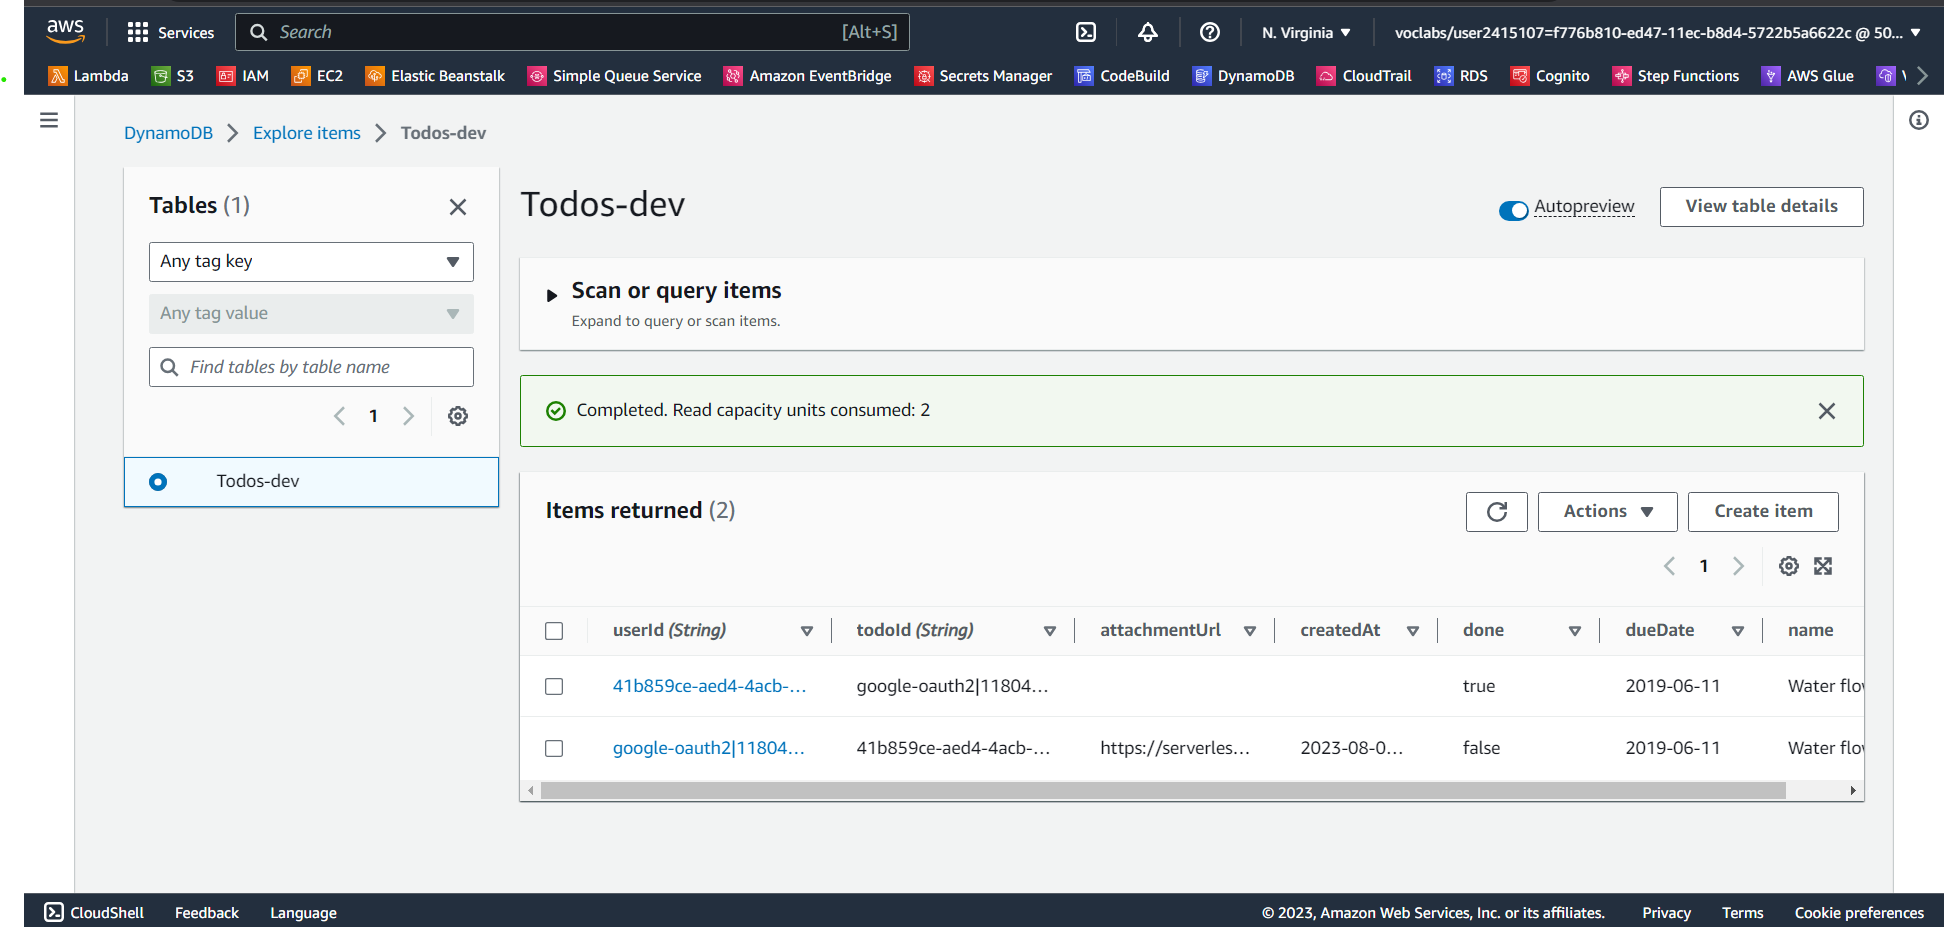 aws Services Search [Alt+S] N. Virginia voclabs/user2415107=f776b810-ed47-11ec-b8d4-5722b5a6622c @ 50...
Lambda S3 IAM EC2 Elastic Beanstalk Simple Queue Service Amazon EventBridge Secrets Manager CodeBuild DynamoDB CloudTrail RDS Cognito Step Functions AWS Glue
DynamoDB Explore items Todos-dev
Tables (1)
Any tag key
Any tag value
Find tables by table name
1
Todos-dev
Todos-dev
Autopreview View table details
Scan or query items
Expand to query or scan items.
Completed. Read capacity units consumed: 2
Items returned (2)
Actions Create item
1
userId (String) todoId (String) attachmentUrl createdAt done dueDate name
41b859ce-aed4-4acb-... google-oauth2|11804... true 2019-06-11 Water flo
google-oauth2|11804... 41b859ce-aed4-4acb-... https://serverles... 2023-08-0... false 2019-06-11 Water flo
CloudShell Feedback Language © 2023, Amazon Web Services, Inc. or its affiliates. Privacy Terms Cookie preferences